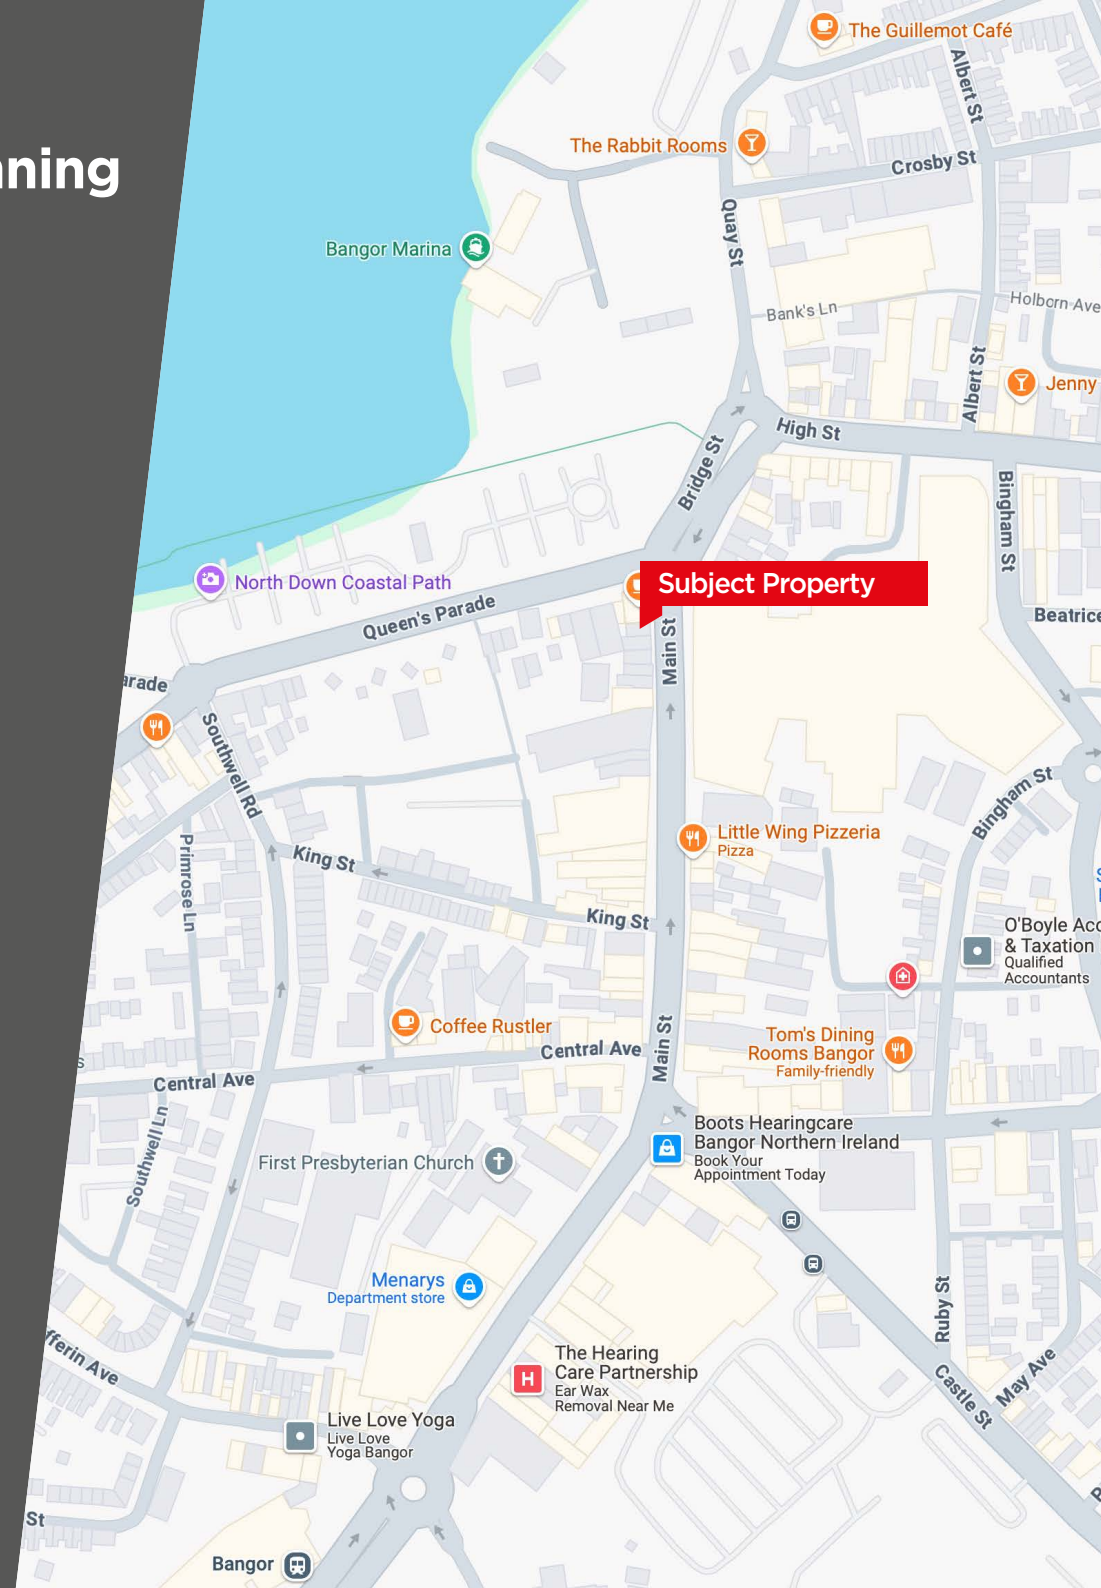 The Guillemot Café
Albert St
nning
The Rabbit Rooms
Crosby St
Quay St
Bangor Marina
Holborn Ave
Bank's Ln
Albert St
Jenny
High St
Bridge St
Bingham St
North Down Coastal Path
Subject Property
Queen's Parade
Beatrice
Main St
arade
Southwell Rd
Bingham St
Little Wing Pizzeria
Pizza
Primrose Ln
King St
King St
O'Boyle Acc
& Taxation
Qualified
Accountants
Coffee Rustler
Tom's Dining
Rooms Bangor
Family-friendly
Central Ave
Main St
s
Central Ave
Boots Hearingcare
Bangor Northern Ireland
Book Your
Appointment Today
Southwell Ln
First Presbyterian Church
Menarys
Department store
Ruby St
fferin Ave
The Hearing
Care Partnership
Ear Wax
Removal Near Me
H
May Ave
Castle St
Live Love Yoga
Live Love
Yoga Bangor
St
Bangor